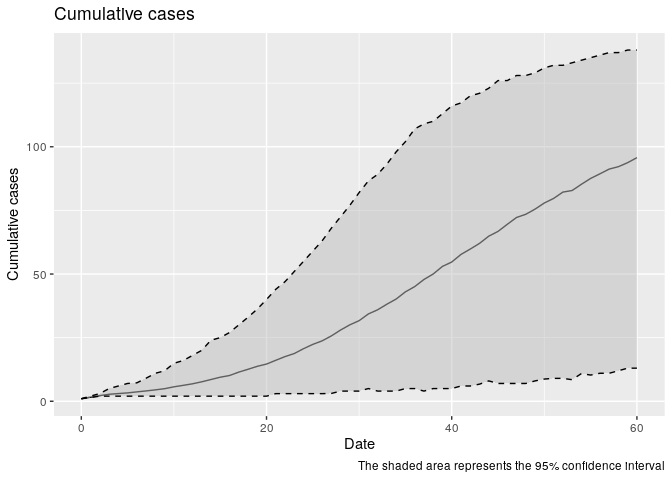 Cumulative cases
Cumulative cases
100
50
0
0 20 40 60
Date
The shaded area represents the 95% confidence interval